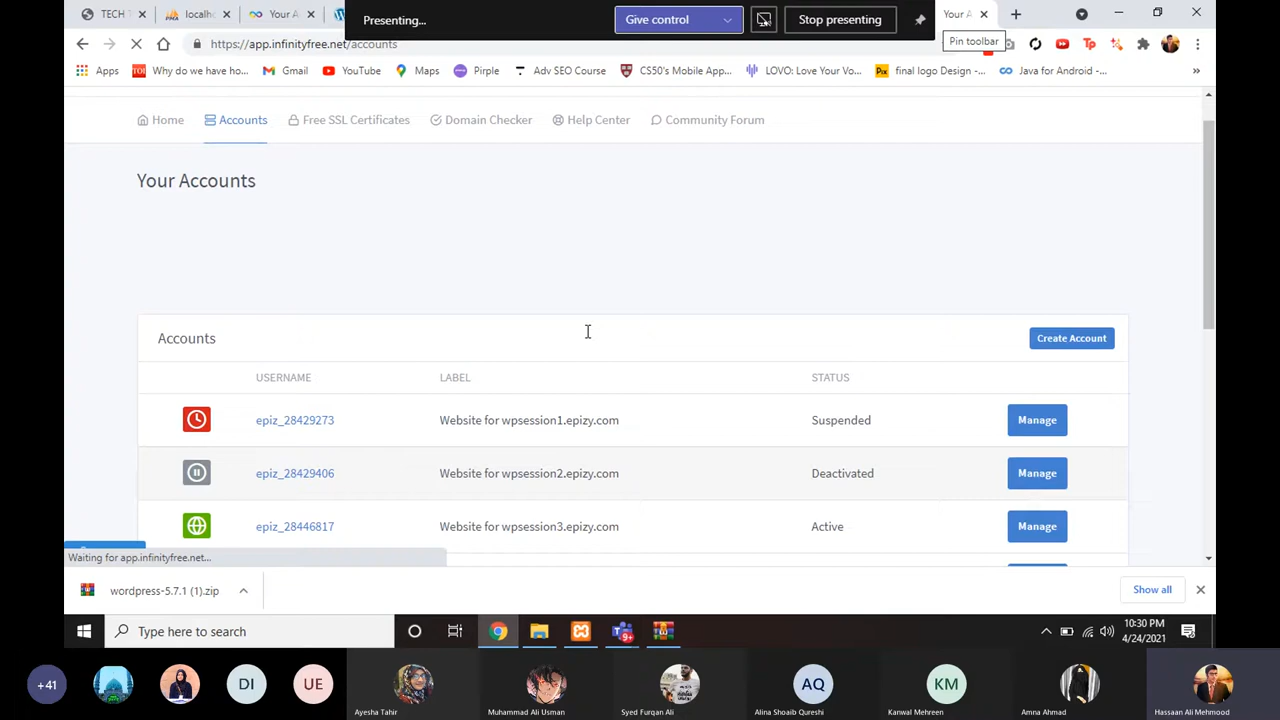 TECH T
localh
Your A
Presenting...
Give control
Stop presenting
Your A
Pin toolbar
https://app.infinityfree.net/accounts
Apps
Why do we have ho...
Gmail
YouTube
Maps
Pirple
Adv SEO Course
CS50's Mobile App...
LOVO: Love Your Vo...
final logo Design -...
Java for Android -...
»
Home
Accounts
Free SSL Certificates
Domain Checker
Help Center
Community Forum
Your Accounts
Accounts
Create Account
USERNAME
LABEL
STATUS
epiz_28429273
Website for wpsession1.epizy.com
Suspended
Manage
epiz_28429406
Website for wpsession2.epizy.com
Deactivated
Manage
epiz_28446817
Website for wpsession3.epizy.com
Active
Manage
Waiting for app.infinityfree.net...
wordpress-5.7.1 (1).zip
Show all
Type here to search
9+
10:30 PM
4/24/2021
+41
DI
UE
AQ
KM
Ayesha Tahir
Muhammad Ali Usman
Syed Furqan Ali
Alina Shoaib Qureshi
Kanwal Mehreen
Amna Ahmad
Hassaan Ali Mehmood